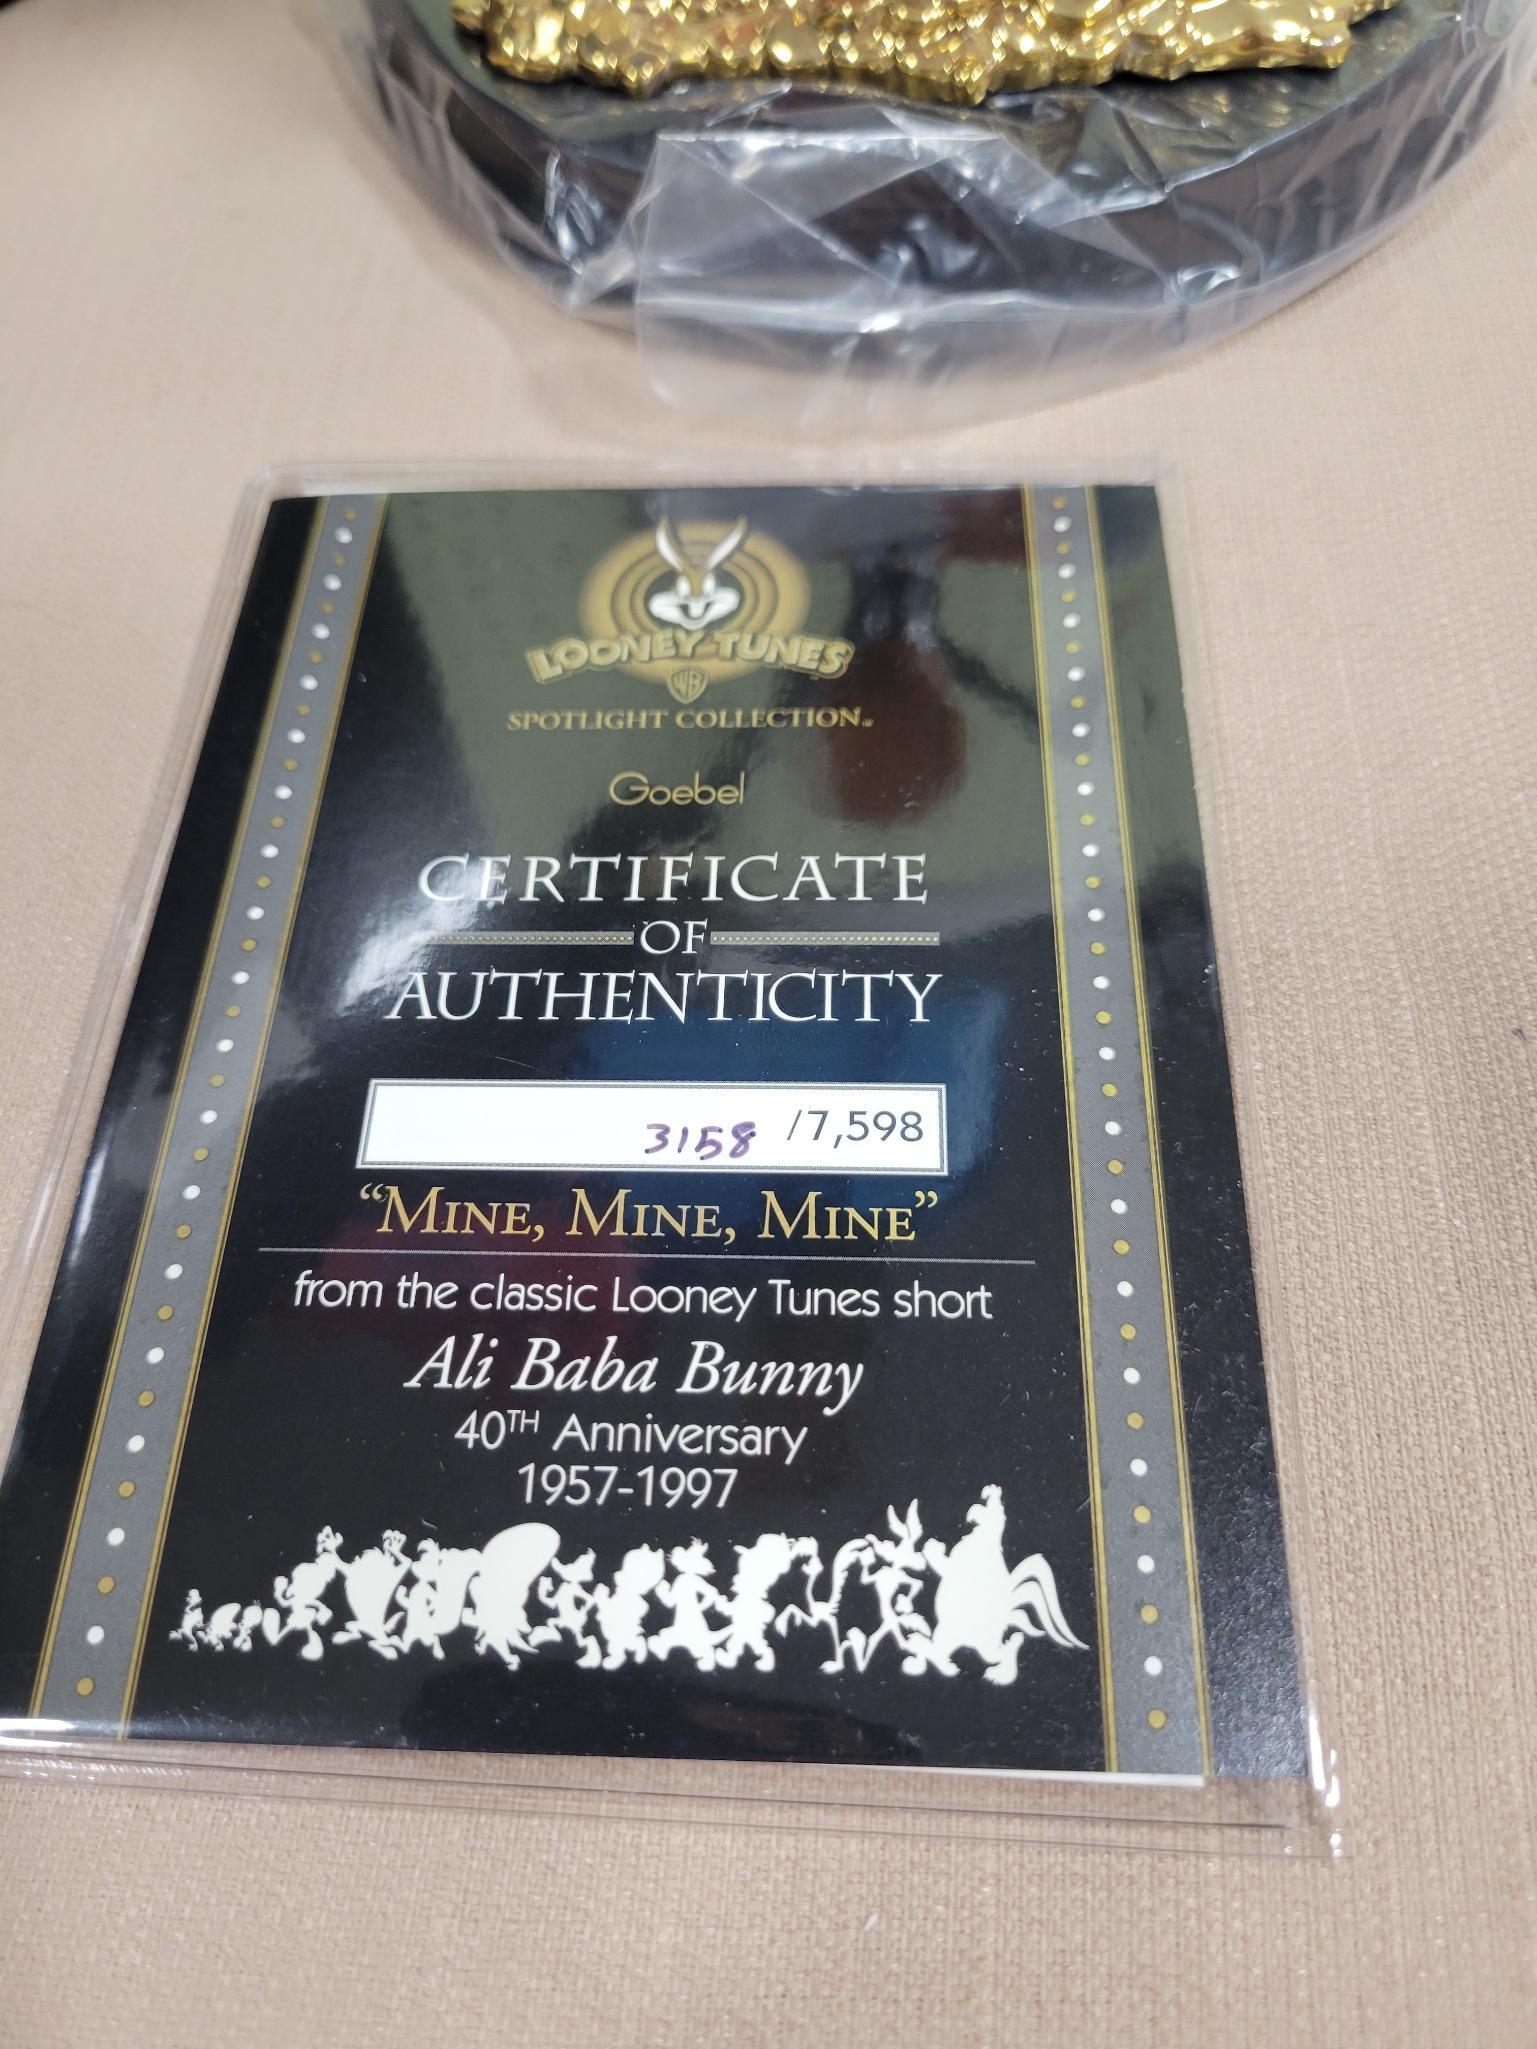 LOONEY TUNES
WB
SPOTLIGHT COLLECTION
Goebel
CERTIFICATE
OF
AUTHENTICITY
3158 /7,598
“MINE, MINE, MINE”
from the classic Looney Tunes short
Ali Baba Bunny
40TH Anniversary
1957-1997